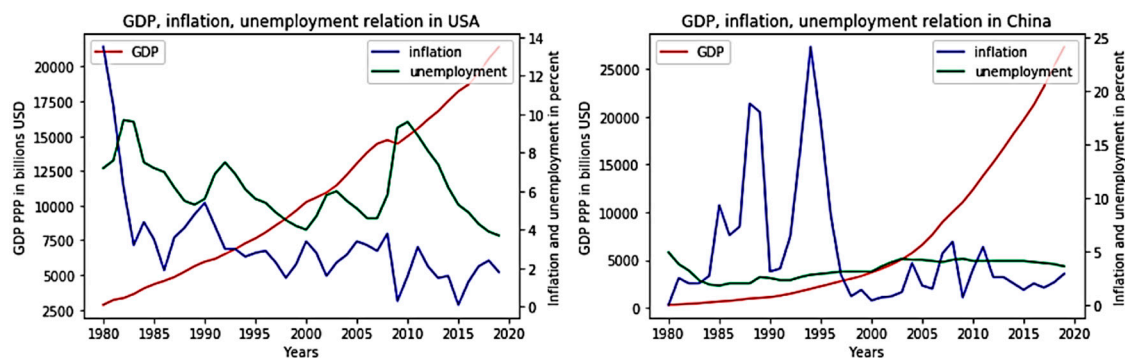 GDP, inflation, unemployment relation in USA
GDP
inflation
unemployment
20000
17500
15000
12500
10000
7500
5000
2500
GDP PPP in billions USD
14
12
10
8
6
4
2
0
Inflation and unemployment in percent
1980 1985 1990 1995 2000 2005 2010 2015 2020
Years
GDP, inflation, unemployment relation in China
GDP
inflation
unemployment
25000
20000
15000
10000
5000
0
GDP PPP in billions USD
25
20
15
10
5
0
Inflation and unemployment in percent
1980 1985 1990 1995 2000 2005 2010 2015 2020
Years